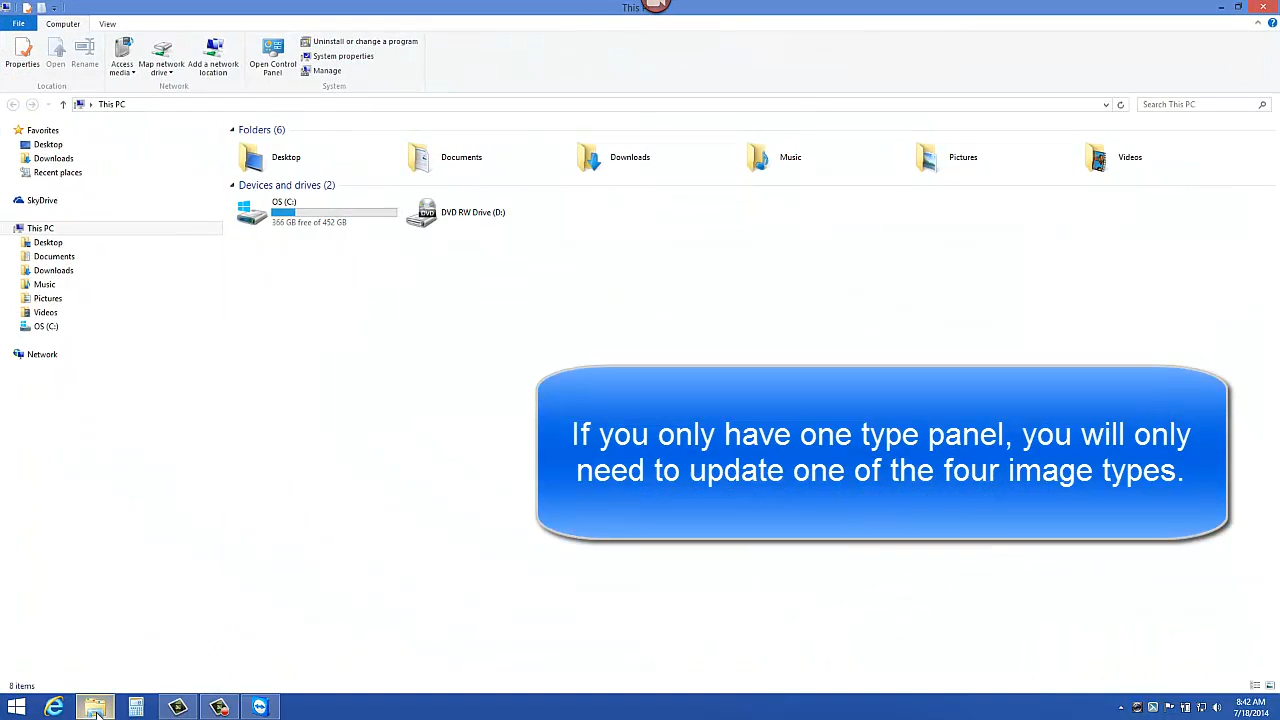 This
File
Computer
View
Properties
Open
Rename
Access media
Map network drive
Add a network location
Open Control Panel
Uninstall or change a program
System properties
Manage
Location
Network
System
This PC
Search This PC
Favorites
Desktop
Downloads
Recent places
SkyDrive
This PC
Desktop
Documents
Downloads
Music
Pictures
Videos
OS (C:)
Network
Folders (6)
Desktop
Documents
Downloads
Music
Pictures
Videos
Devices and drives (2)
OS (C:)
366 GB free of 452 GB
DVD RW Drive (D:)
If you only have one type panel, you will only
need to update one of the four image types.
8 items
8:42 AM
7/18/2014